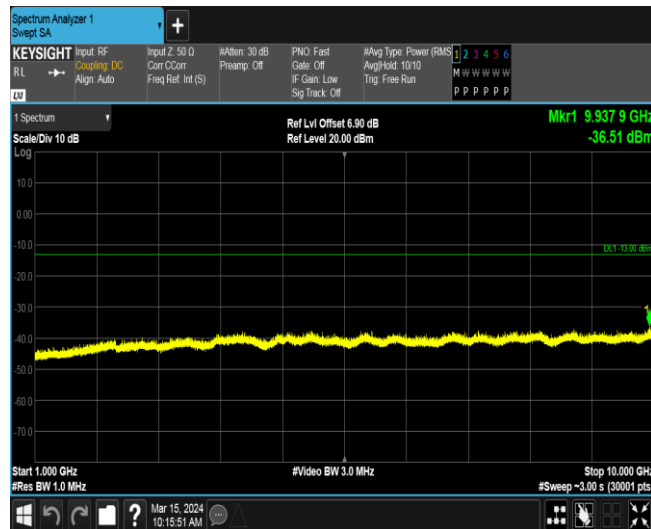 Spectrum Analyzer 1
Swept SA
KEYSIGHT
RL
LXI
Input: RF
Coupling: DC
Align: Auto
Input Z: 50 Ω
Corr CCorr
Freq Ref: Int (S)
#Atten: 30 dB
Preamp: Off
PNO: Fast
Gate: Off
IF Gain: Low
Sig Track: Off
#Avg Type: Power (RMS
Avg|Hold: 10/10
Trig: Free Run
1 2 3 4 5 6
M W W W W W
P P P P P P
1 Spectrum
Scale/Div 10 dB
Log
Ref Lvl Offset 6.90 dB
Ref Level 20.00 dBm
Mkr1 9.937 9 GHz
-36.51 dBm
10.0
0.00
-10.0
DL1 -13.00 dBm
-20.0
-30.0
-40.0
-50.0
-60.0
-70.0
Start 1.000 GHz
#Res BW 1.0 MHz
#Video BW 3.0 MHz
Stop 10.000 GHz
#Sweep ~3.00 s (30001 pts
?
Mar 15, 2024
10:15:51 AM